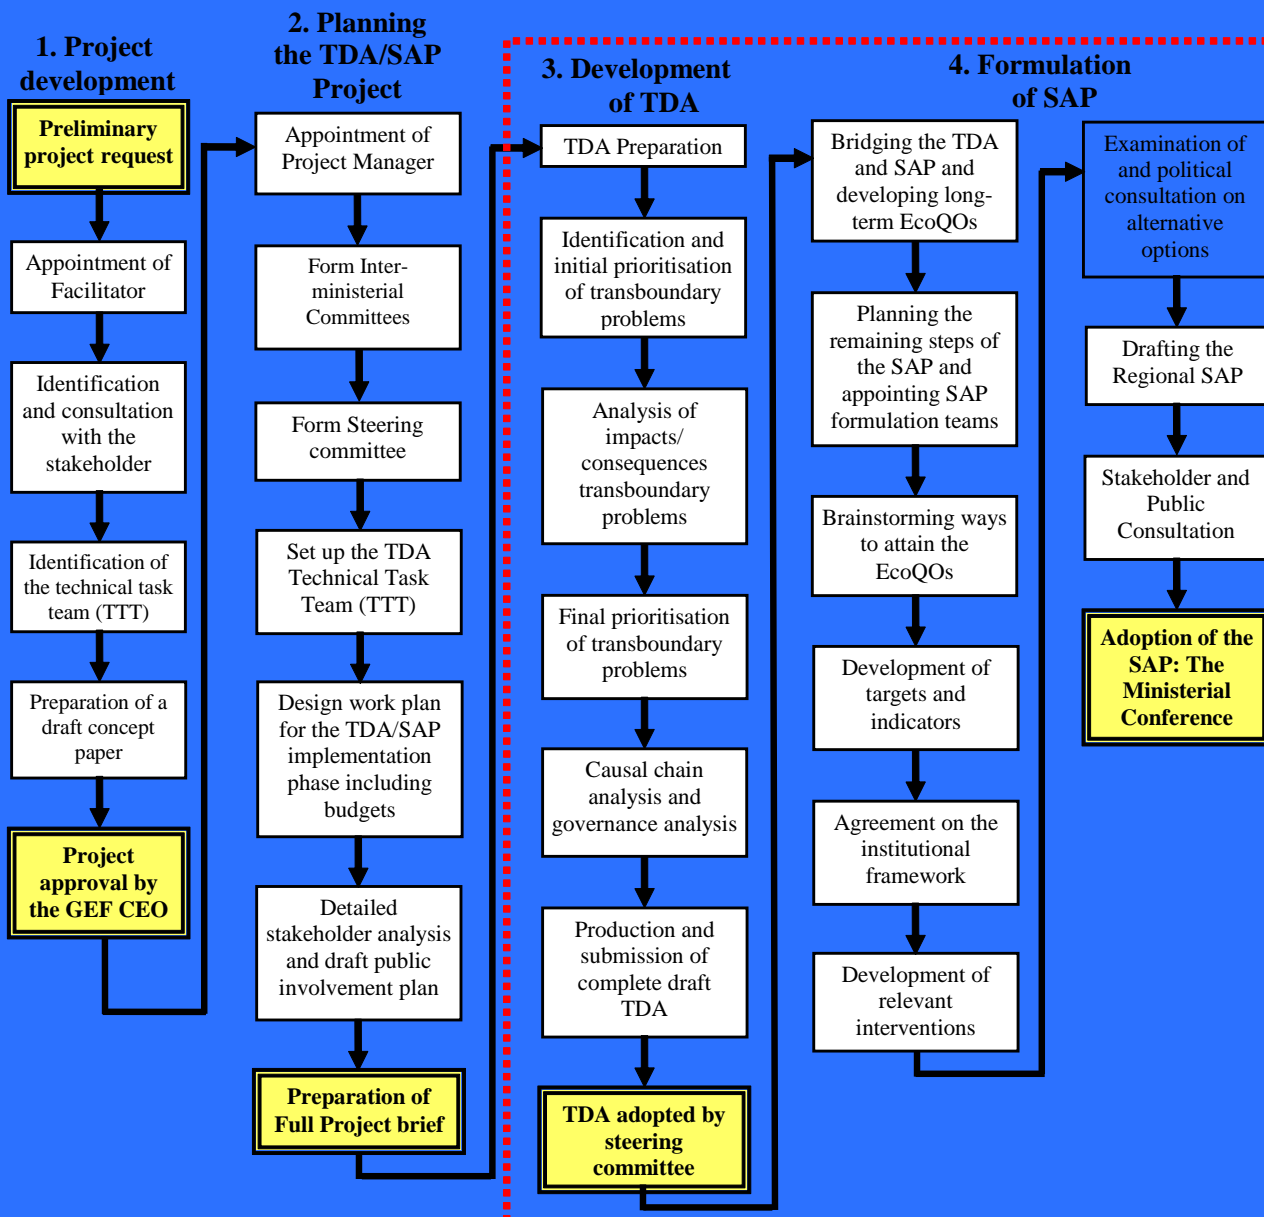 1. Project
development
Preliminary
project request
Appointment of
Facilitator
Identification
and consultation
with the
stakeholder
Identification of
the technical task
team (TTT)
Preparation of a
draft concept
paper
Project
approval by
the GEF CEO
2. Planning
the TDA/SAP
Project
Appointment of
Project Manager
Form Inter-
ministerial
Committees
Form Steering
committee
Set up the TDA
Technical Task
Team (TTT)
Design work plan
for the TDA/SAP
implementation
phase including
budgets
Detailed
stakeholder analysis
and draft public
involvement plan
Preparation of
Full Project brief
3. Development
of TDA
TDA Preparation
Identification and
initial prioritisation
of transboundary
problems
Analysis of
impacts/
consequences
transboundary
problems
Final prioritisation
of transboundary
problems
Causal chain
analysis and
governance analysis
Production and
submission of
complete draft
TDA
TDA adopted by
steering
committee
4. Formulation
of SAP
Bridging the TDA
and SAP and
developing long-
term EcoQOs
Planning the
remaining steps of
the SAP and
appointing SAP
formulation teams
Brainstorming ways
to attain the
EcoQOs
Development of
targets and
indicators
Agreement on the
institutional
framework
Development of
relevant
interventions
Examination of
and political
consultation on
alternative
options
Drafting the
Regional SAP
Stakeholder and
Public
Consultation
Adoption of the
SAP: The
Ministerial
Conference